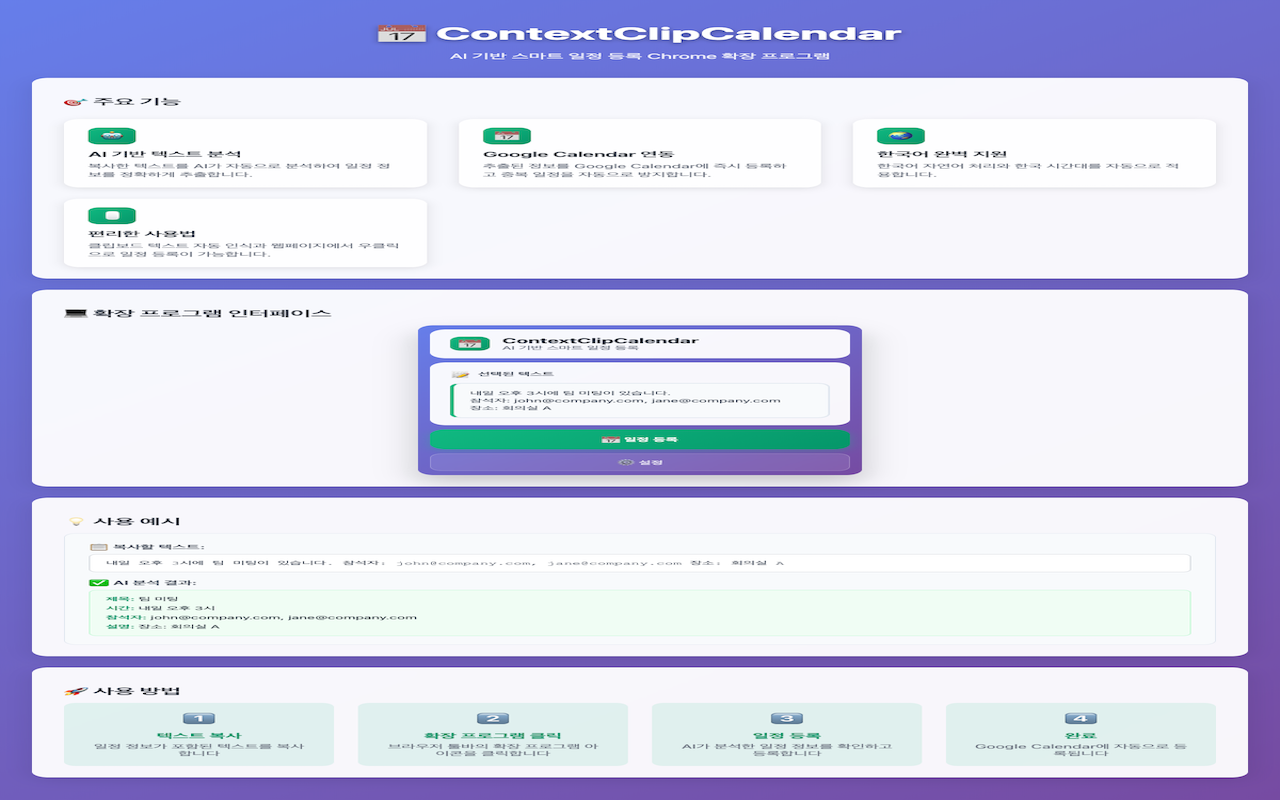 ContextClipCalendar
AI 기반 스마트 일정 등록 Chrome 확장 프로그램
주요 기능
AI 기반 텍스트 분석
복사한 텍스트를 AI가 자동으로 분석하여 일정 정
보를 정확하게 추출합니다.
Google Calendar 연동
추출된 정보를 Google Calendar에 즉시 등록하
고 중복 일정을 자동으로 방지합니다.
한국어 완벽 지원
한국어 자연어 처리와 한국 시간대를 자동으로 적
용합니다.
편리한 사용법
클립보드 텍스트 자동 인식과 웹페이지에서 우클릭
으로 일정 등록이 가능합니다.
확장 프로그램 인터페이스
ContextClipCalendar
AI 기반 스마트 일정 등록
선택된 텍스트
내일 오후 3시에 팀 미팅이 있습니다.
참석자: john@company.com, jane@company.com
장소: 회의실 A
일정 등록
설정
사용 예시
복사할 텍스트:
내일 오후 3시에 팀 미팅이 있습니다. 참석자: john@company.com, jane@company.com 장소: 회의실 A
AI 분석 결과:
제목: 팀 미팅
시간: 내일 오후 3시
참석자: john@company.com, jane@company.com
설명: 장소: 회의실 A
사용 방법
1
텍스트 복사
일정 정보가 포함된 텍스트를 복사
합니다
2
확장 프로그램 클릭
브라우저 툴바의 확장 프로그램 아
이콘을 클릭합니다
3
일정 등록
AI가 분석한 일정 정보를 확인하고
등록합니다
4
완료
Google Calendar에 자동으로 등
록됩니다